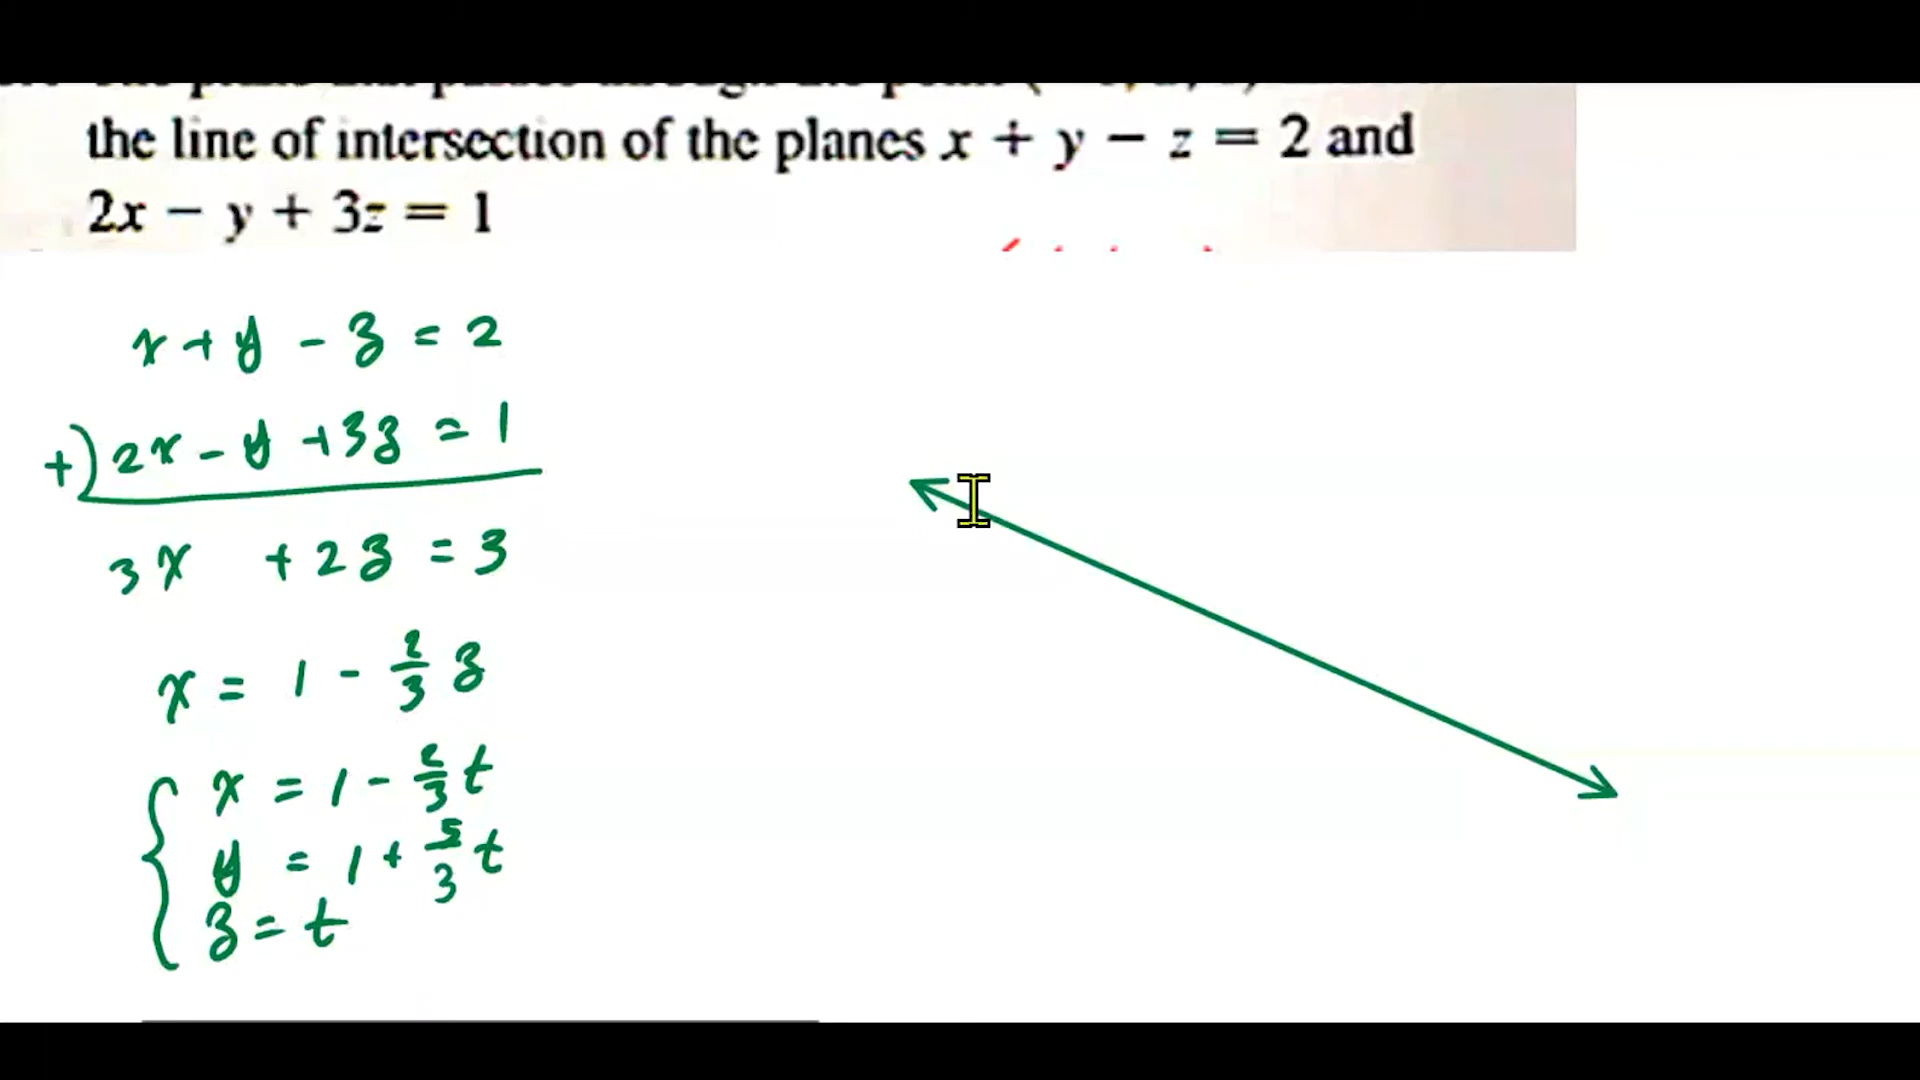 the line of intersection of the planes x + y − z = 2 and
2x − y + 3z = 1
x + y - z = 2
+) 2x - y + 3z = 1
3x + 2z = 3
x = 1 - 2/3 z
x = 1 - 2/3 t
y = 1 + 5/3 t
z = t